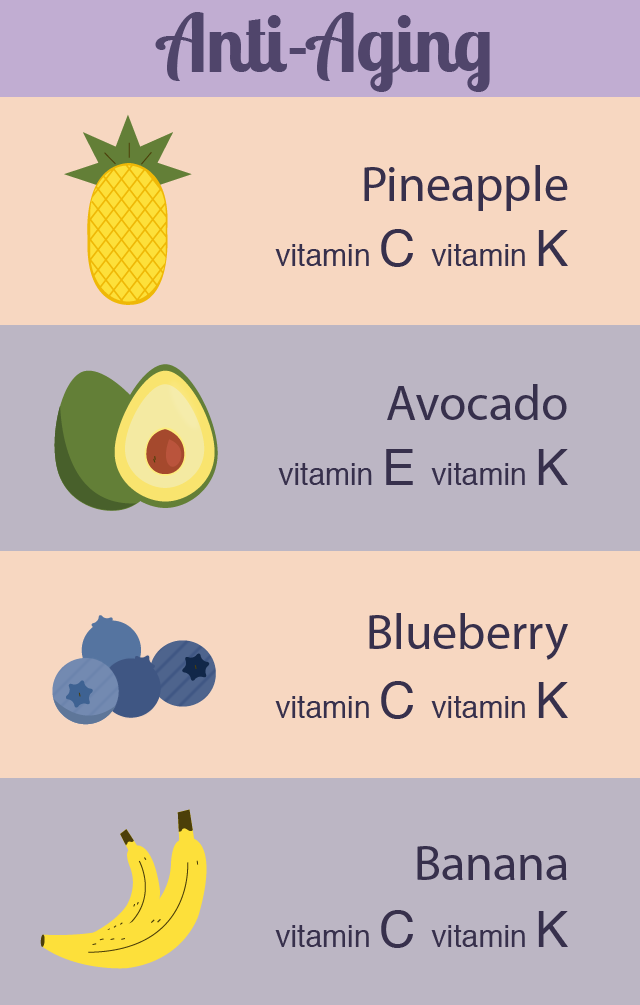 Anti-Aging
Pineapple
vitamin C vitamin K
Avocado
vitamin E vitamin K
Blueberry
vitamin C vitamin K
Banana
vitamin C vitamin K